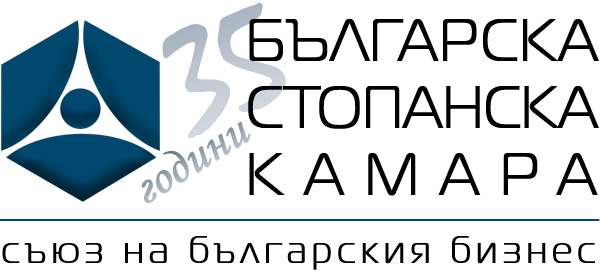 35
години
БЪЛГАРСКА
СТОПАНСКА
КАМАРА
съюз на българския бизнес